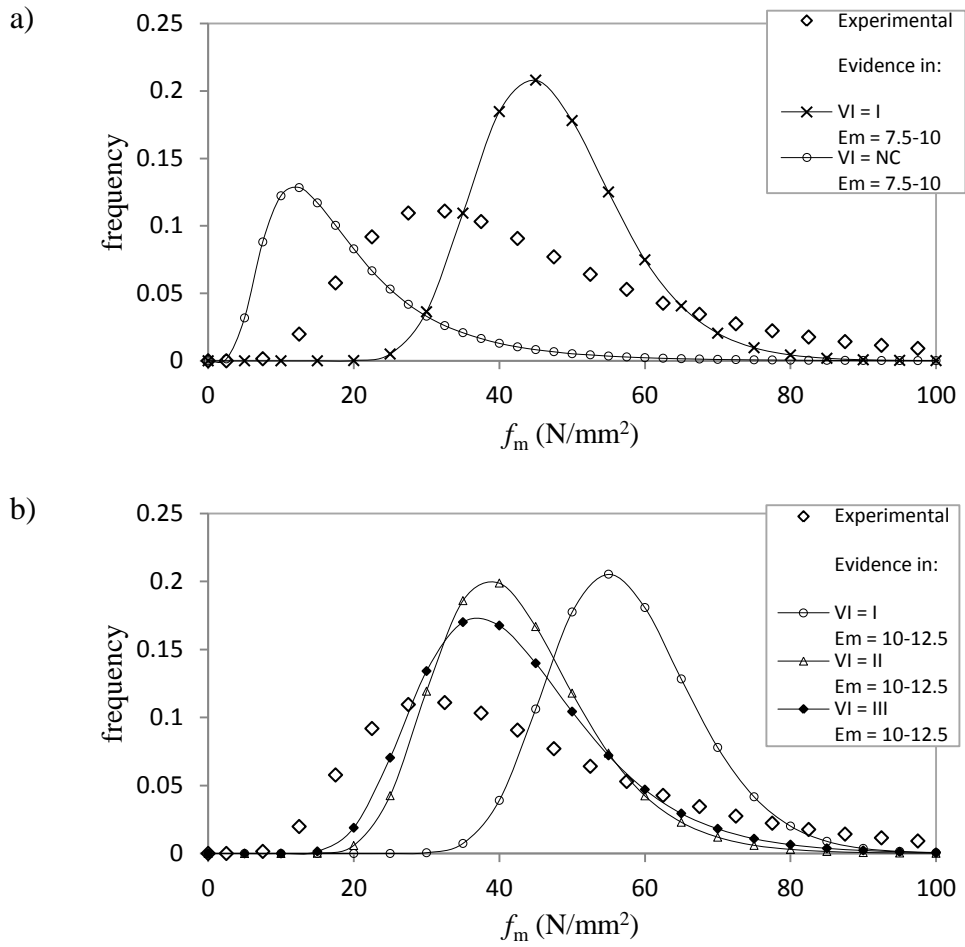 a)
0.25
0.2
0.15
0.1
0.05
0
frequency
0 20 40 60 80 100
fm (N/mm²)
Experimental
Evidence in:
VI = I
Em = 7.5-10
VI = NC
Em = 7.5-10
b)
0.25
0.2
0.15
0.1
0.05
0
frequency
0 20 40 60 80 100
fm (N/mm²)
Experimental
Evidence in:
VI = I
Em = 10-12.5
VI = II
Em = 10-12.5
VI = III
Em = 10-12.5